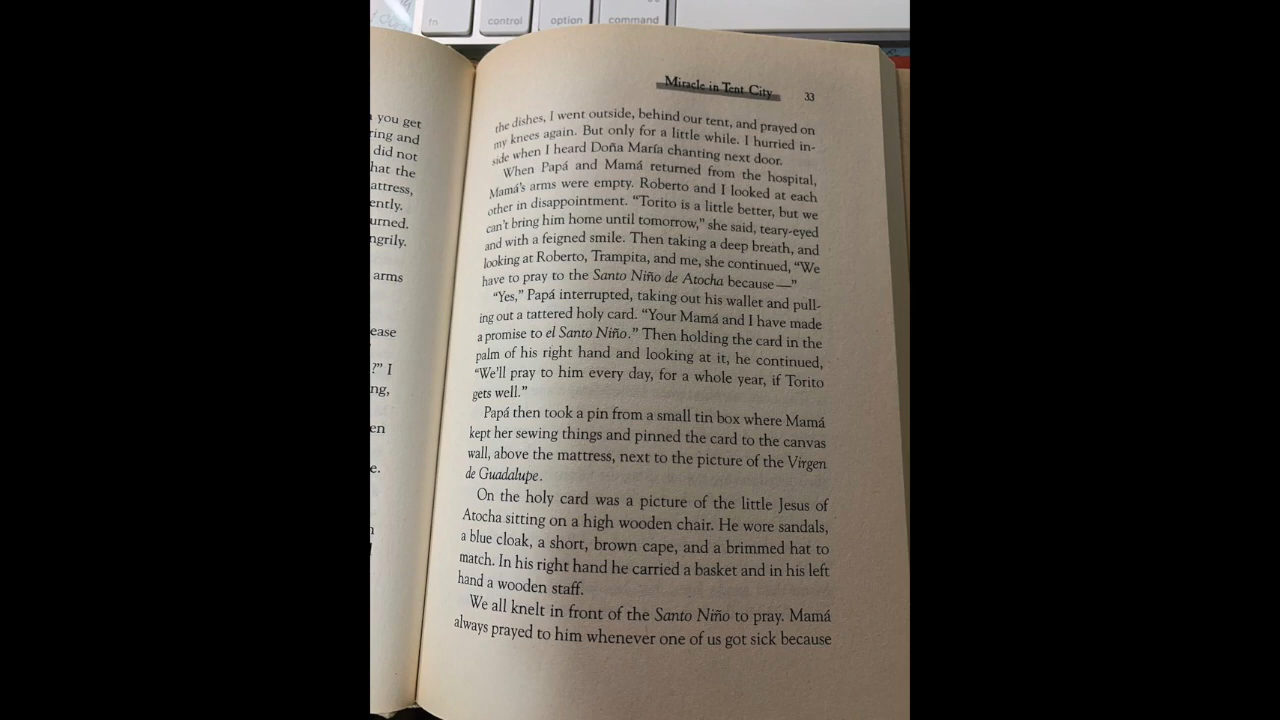 fn control option command
you get
ring and
did not
hat the
attress,
ently.
urned.
ngrily.
arms
ease
?” I
ng,
en
e.
Miracle in Tent City 33
the dishes, I went outside, behind our tent, and prayed on
my knees again. But only for a little while. I hurried in-
side when I heard Doña María chanting next door.
When Papá and Mamá returned from the hospital,
Mamá’s arms were empty. Roberto and I looked at each
other in disappointment. “Torito is a little better, but we
can’t bring him home until tomorrow,” she said, teary-eyed
and with a feigned smile. Then taking a deep breath, and
looking at Roberto, Trampita, and me, she continued, “We
have to pray to the Santo Niño de Atocha because—”
“Yes,” Papá interrupted, taking out his wallet and pull-
ing out a tattered holy card. “Your Mamá and I have made
a promise to el Santo Niño.” Then holding the card in the
palm of his right hand and looking at it, he continued,
“We’ll pray to him every day, for a whole year, if Torito
gets well.”
Papá then took a pin from a small tin box where Mamá
kept her sewing things and pinned the card to the canvas
wall, above the mattress, next to the picture of the Virgen
de Guadalupe.
On the holy card was a picture of the little Jesus of
Atocha sitting on a high wooden chair. He wore sandals,
a blue cloak, a short, brown cape, and a brimmed hat to
match. In his right hand he carried a basket and in his left
hand a wooden staff.
We all knelt in front of the Santo Niño to pray. Mamá
always prayed to him whenever one of us got sick because